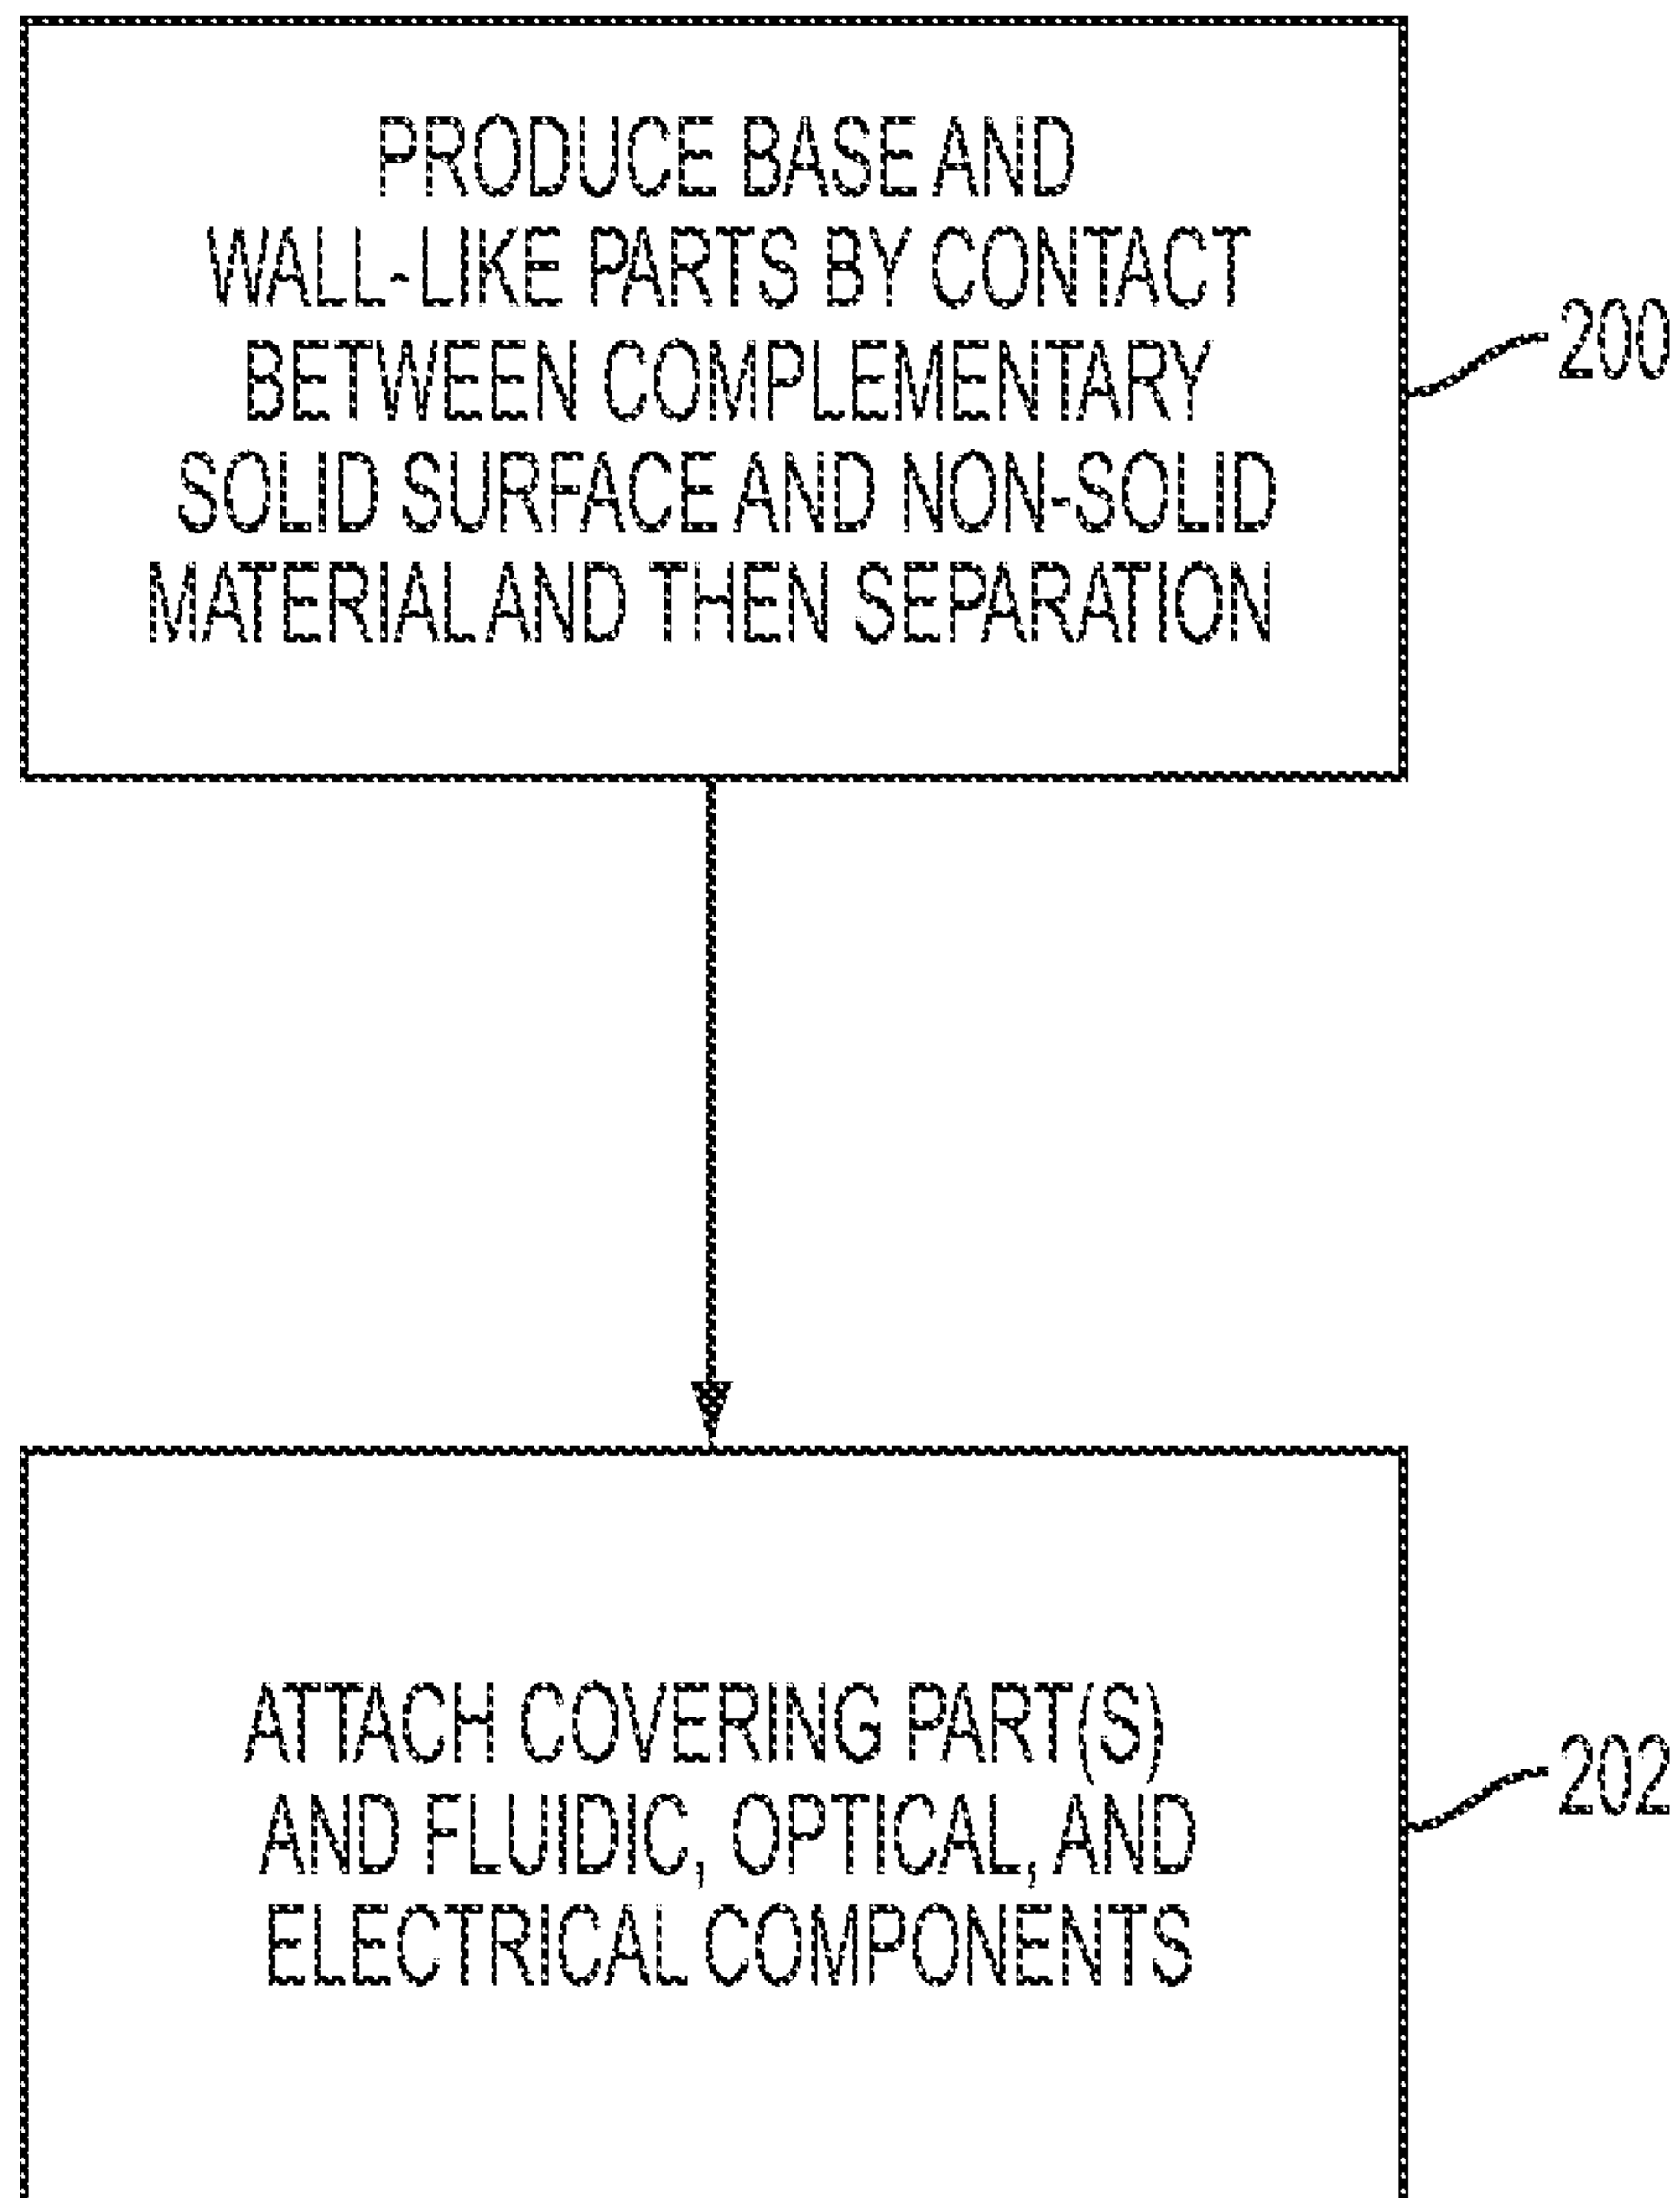 PRODUCE BASE AND
WALL-LIKE PARTS BY CONTACT
BETWEEN COMPLEMENTARY
SOLID SURFACE AND NON-SOLID
MATERIAL AND THEN SEPARATION
200
ATTACH COVERING PART(S)
AND FLUIDIC, OPTICAL, AND
ELECTRICAL COMPONENTS
202